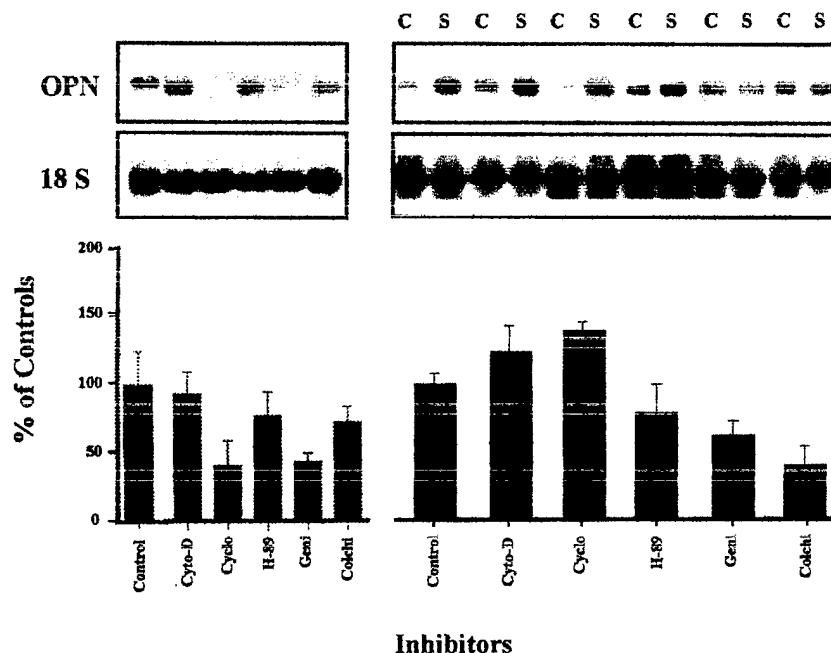 C S C S C S C S C S C S
OPN
18 S
200
150
100
50
0
% of Controls
Control Cyto-D Cyclo H-89 Geni Colchi
Control Cyto-D Cyclo H-89 Geni Colchi
Inhibitors